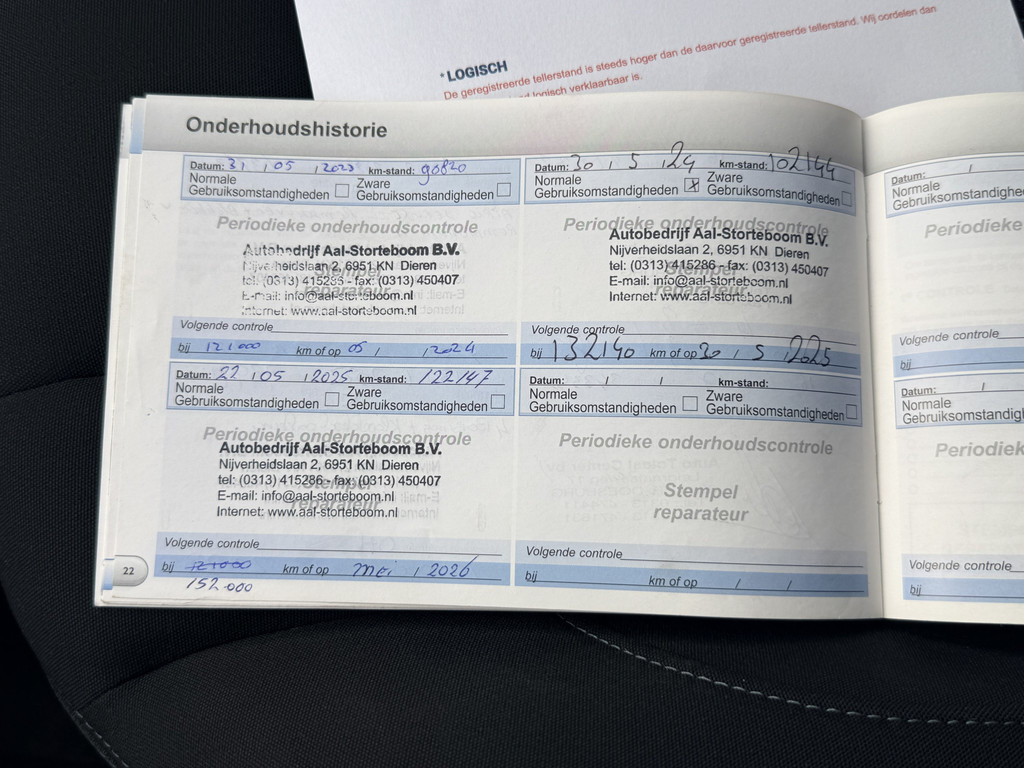 * LOGISCH
De geregistreerde tellerstand is steeds hoger dan de daarvoor geregistreerde tellerstand. Wij oordelen dan
logisch verklaarbaar is.
Onderhoudshistorie
Datum: 31 / 05 / 2023 km-stand: 90820
Normale Gebruiksomstandigheden
Zware Gebruiksomstandigheden
Periodieke onderhoudscontrole
Autobedrijf Aal-Storteboom B.V.
Nijverheidslaan 2, 6951 KN Dieren
tel: (0313) 415286 - fax: (0313) 450407
E-mail: info@aal-storteboom.nl
Internet: www.aal-storteboom.nl
Stempel
reparateur
Volgende controle
bij 121000 km of op 05 / / 2024
Datum: 30 / 5 / 24 km-stand: 102144
Normale Gebruiksomstandigheden x
Zware Gebruiksomstandigheden
Periodieke onderhoudscontrole
Autobedrijf Aal-Storteboom B.V.
Nijverheidslaan 2, 6951 KN Dieren
tel: (0313) 415286 - fax: (0313) 450407
E-mail: info@aal-storteboom.nl
Internet: www.aal-storteboom.nl
Stempel
reparateur
Volgende controle
bij 132140 km of op 30 / 5 / 2025
Datum: 22 / 05 / 2025 km-stand: 122147
Normale Gebruiksomstandigheden
Zware Gebruiksomstandigheden
Periodieke onderhoudscontrole
Autobedrijf Aal-Storteboom B.V.
Nijverheidslaan 2, 6951 KN Dieren
tel: (0313) 415286 - fax: (0313) 450407
E-mail: info@aal-storteboom.nl
Internet: www.aal-storteboom.nl
Stempel
reparateur
Volgende controle
bij 121000 km of op mei / 2026
152.000
22
Datum: / / km-stand:
Normale Gebruiksomstandigheden
Zware Gebruiksomstandigheden
Periodieke onderhoudscontrole
Stempel
reparateur
Volgende controle
bij km of op / /
Datum: /
Normale
Gebruiksomstandighe
Periodieke
Volgende controle
bij
Datum: /
Normale
Gebruiksomstandig
Periodiek
Volgende controle
bij